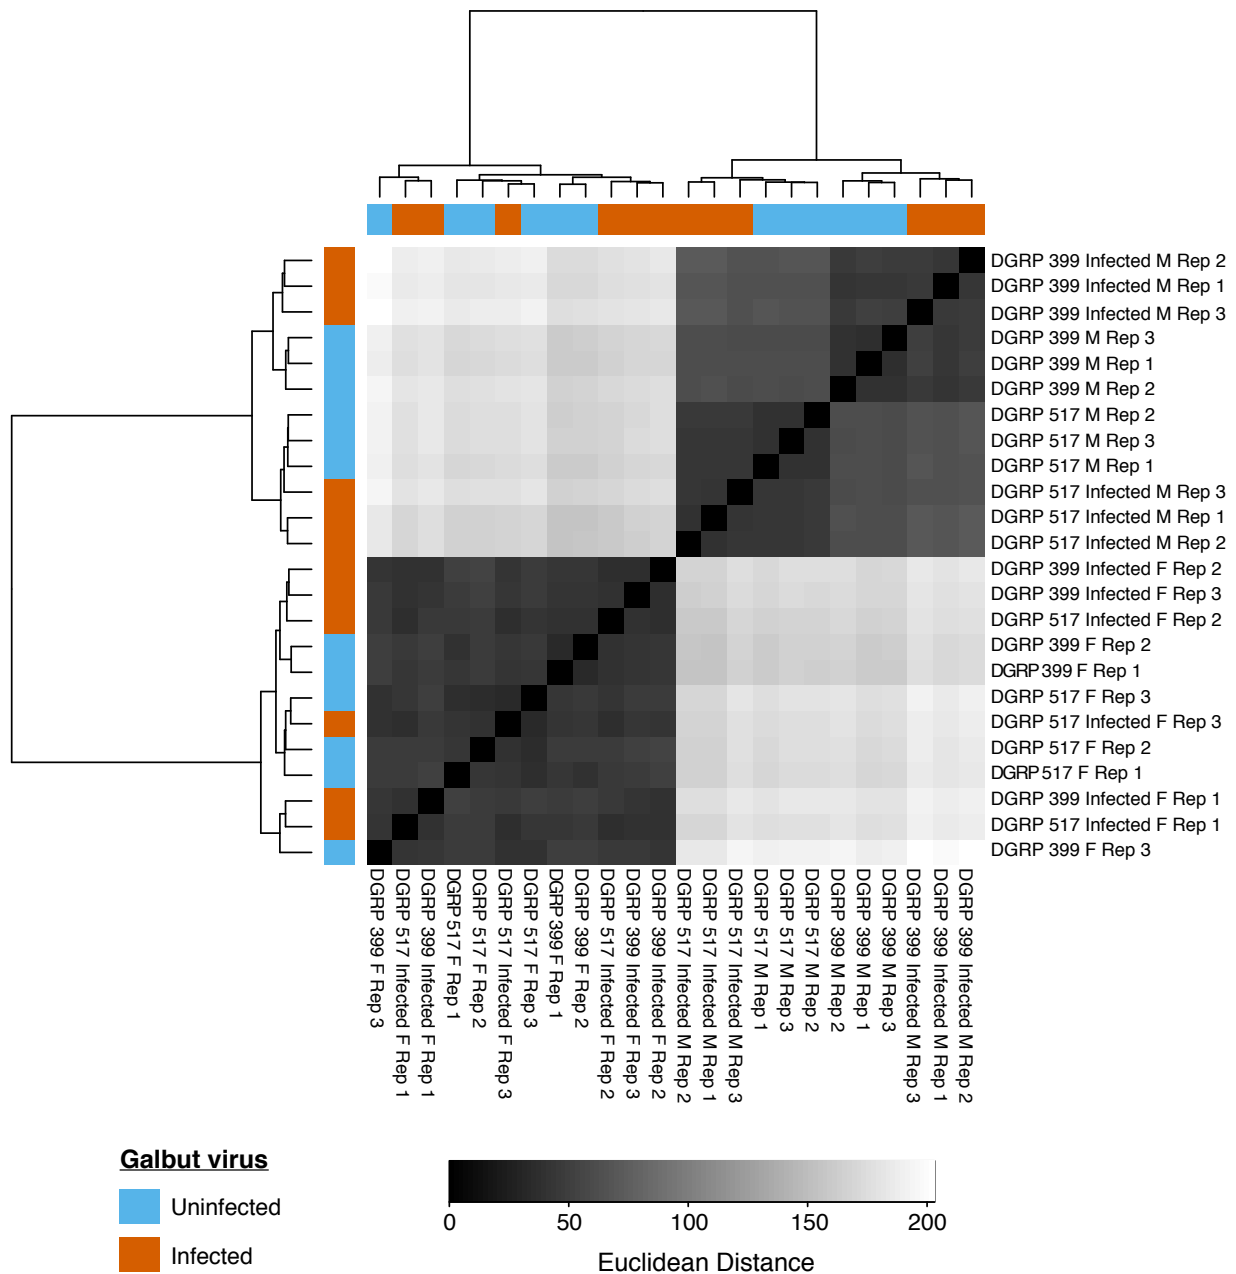 DGRP 399 Infected M Rep 2
DGRP 399 Infected M Rep 1
DGRP 399 Infected M Rep 3
DGRP 399 M Rep 3
DGRP 399 M Rep 1
DGRP 399 M Rep 2
DGRP 517 M Rep 2
DGRP 517 M Rep 3
DGRP 517 M Rep 1
DGRP 517 Infected M Rep 3
DGRP 517 Infected M Rep 1
DGRP 517 Infected M Rep 2
DGRP 399 Infected F Rep 2
DGRP 399 Infected F Rep 3
DGRP 517 Infected F Rep 2
DGRP 399 F Rep 2
DGRP 399 F Rep 1
DGRP 517 F Rep 3
DGRP 517 Infected F Rep 3
DGRP 517 F Rep 2
DGRP 517 F Rep 1
DGRP 399 Infected F Rep 1
DGRP 517 Infected F Rep 1
DGRP 399 F Rep 3
DGRP 399 F Rep 3
DGRP 517 Infected F Rep 1
DGRP 399 Infected F Rep 1
DGRP 517 F Rep 1
DGRP 517 F Rep 2
DGRP 517 Infected F Rep 3
DGRP 517 F Rep 3
DGRP 399 F Rep 1
DGRP 399 F Rep 2
DGRP 517 Infected F Rep 2
DGRP 399 Infected F Rep 3
DGRP 399 Infected F Rep 2
DGRP 517 Infected M Rep 2
DGRP 517 Infected M Rep 1
DGRP 517 Infected M Rep 3
DGRP 517 M Rep 1
DGRP 517 M Rep 3
DGRP 517 M Rep 2
DGRP 399 M Rep 2
DGRP 399 M Rep 1
DGRP 399 M Rep 3
DGRP 399 Infected M Rep 3
DGRP 399 Infected M Rep 1
DGRP 399 Infected M Rep 2
Galbut virus
Uninfected
Infected
0 50 100 150 200
Euclidean Distance